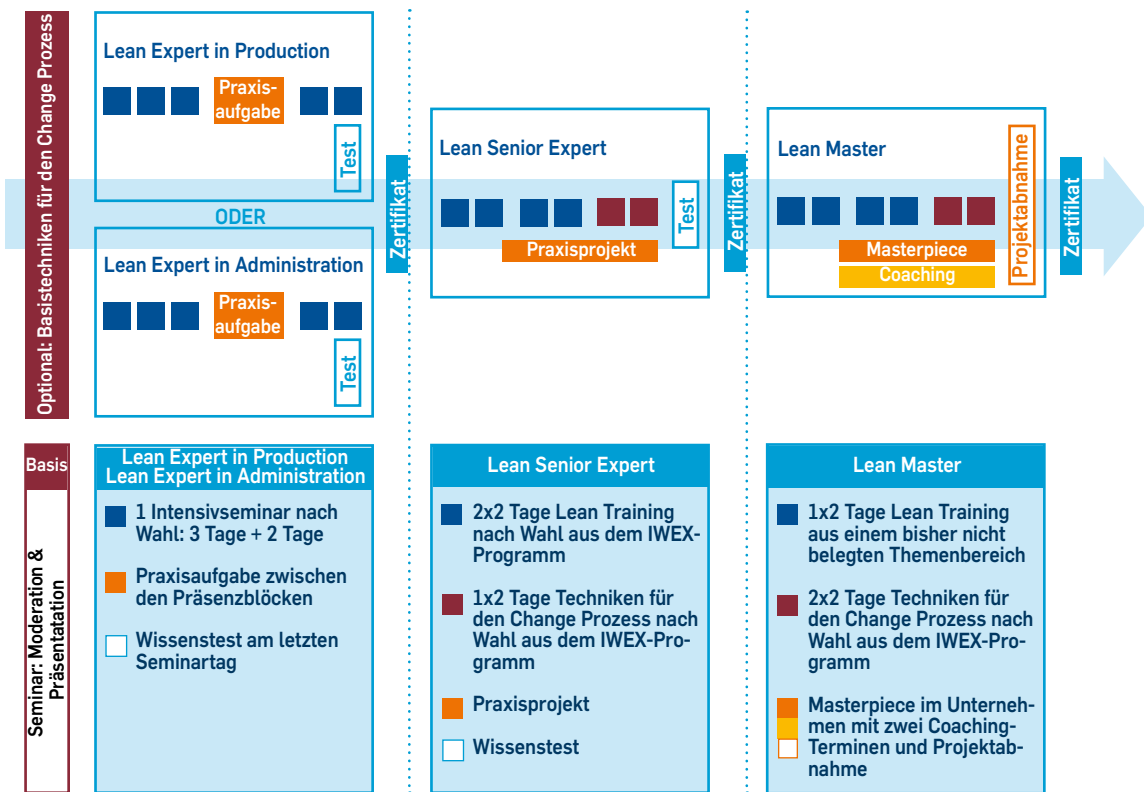 Optional: Basistechniken für den Change Prozess
Lean Expert in Production
Praxis-
aufgabe
Test
ODER
Lean Expert in Administration
Praxis-
aufgabe
Test
Zertifikat
Lean Senior Expert
Praxisprojekt
Test
Zertifikat
Lean Master
Masterpiece
Coaching
Projektabnahme
Zertifikat
Basis
Seminar: Moderation &
Präsentatation
Lean Expert in Production
Lean Expert in Administration
1 Intensivseminar nach
Wahl: 3 Tage + 2 Tage
Praxisaufgabe zwischen
den Präsenzblöcken
Wissenstest am letzten
Seminartag
Lean Senior Expert
2x2 Tage Lean Training
nach Wahl aus dem IWEX-
Programm
1x2 Tage Techniken für
den Change Prozess nach
Wahl aus dem IWEX-Pro-
gramm
Praxisprojekt
Wissenstest
Lean Master
1x2 Tage Lean Training
aus einem bisher nicht
belegten Themenbereich
2x2 Tage Techniken für
den Change Prozess nach
Wahl aus dem IWEX-Pro-
gramm
Masterpiece im Unterneh-
men mit zwei Coaching-
Terminen und Projektab-
nahme